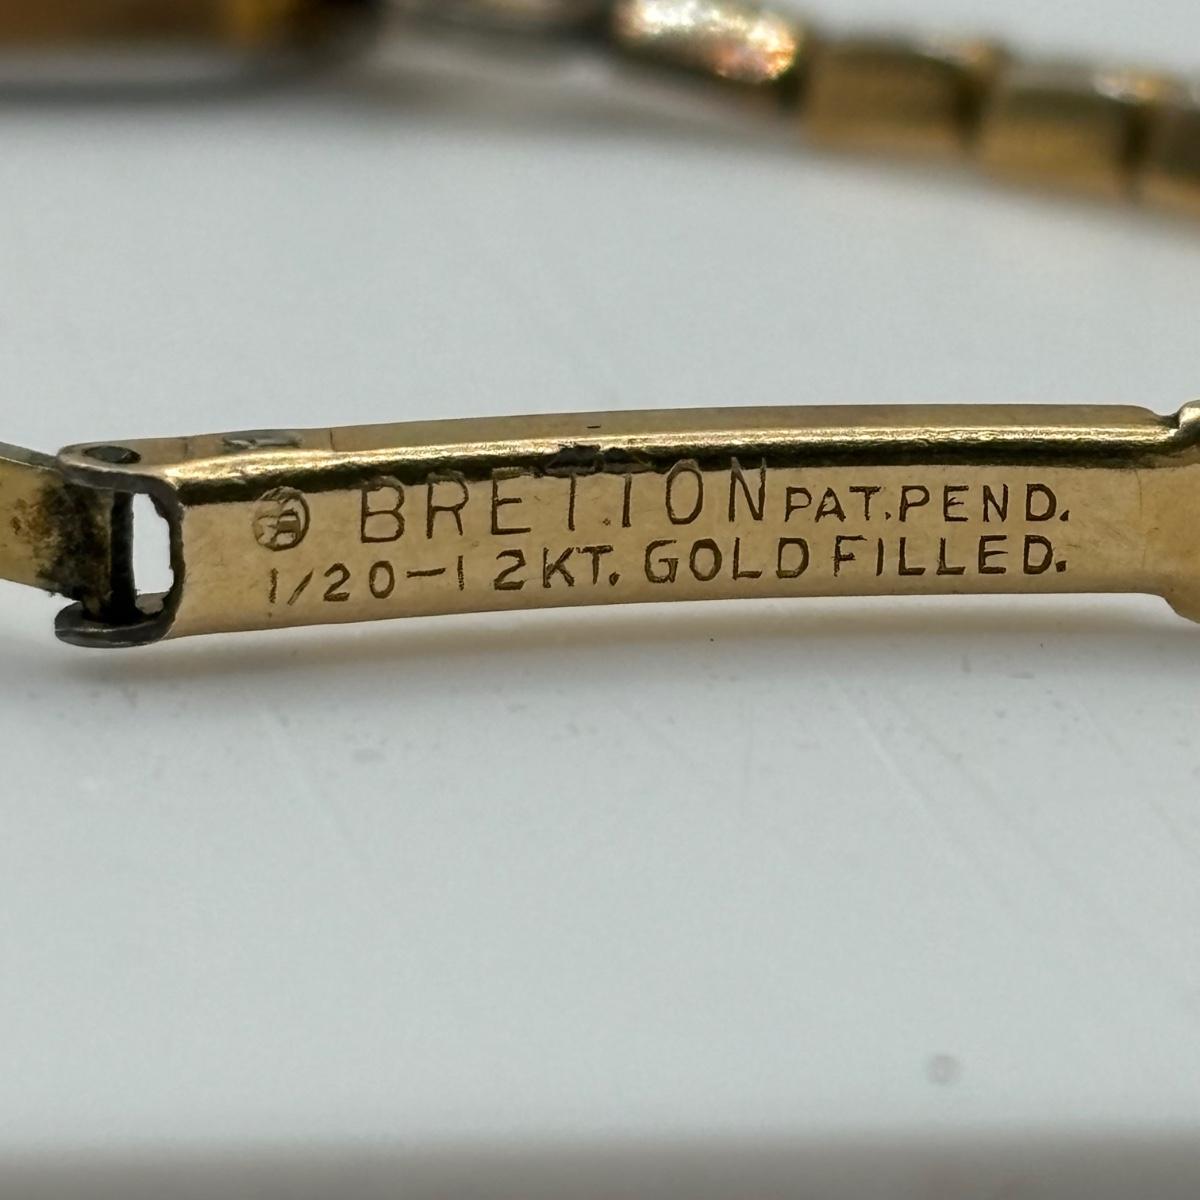 BRETTON PAT.PEND.
1/20-12KT. GOLD FILLED.